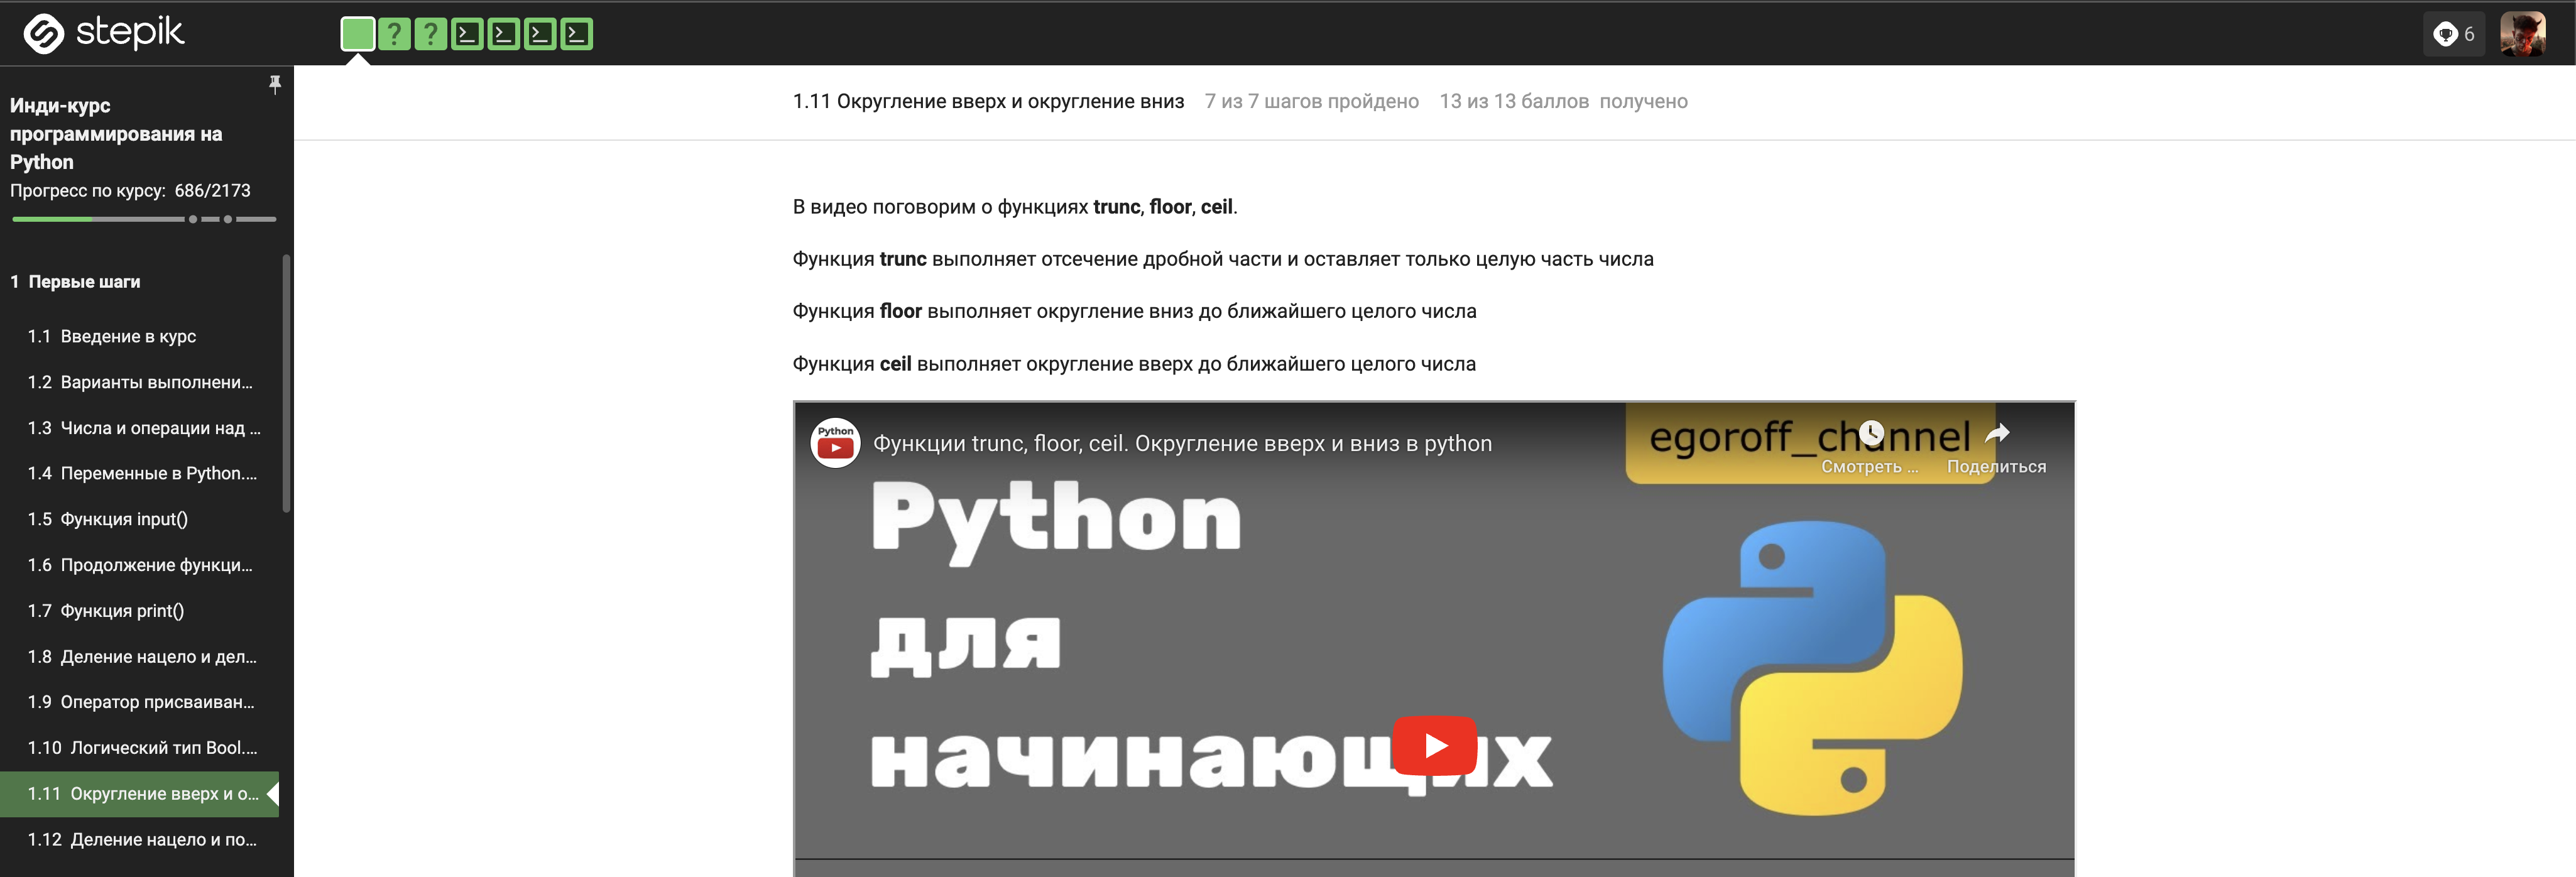 stepik
? ?
6
Инди-курс
программирования на
Python
Прогресс по курсу: 686/2173
1 Первые шаги
1.1 Введение в курс
1.2 Варианты выполнени...
1.3 Числа и операции над ...
1.4 Переменные в Python....
1.5 Функция input()
1.6 Продолжение функци...
1.7 Функция print()
1.8 Деление нацело и дел...
1.9 Оператор присваиван...
1.10 Логический тип Bool....
1.11 Округление вверх и о...
1.12 Деление нацело и по...
1.11 Округление вверх и округление вниз 7 из 7 шагов пройдено 13 из 13 баллов получено
В видео поговорим о функциях trunc, floor, ceil.
Функция trunc выполняет отсечение дробной части и оставляет только целую часть числа
Функция floor выполняет округление вниз до ближайшего целого числа
Функция ceil выполняет округление вверх до ближайшего целого числа
Python
Функции trunc, floor, ceil. Округление вверх и вниз в python
egoroff_channel
Смотреть ...
Поделиться
Python
для
начинающих